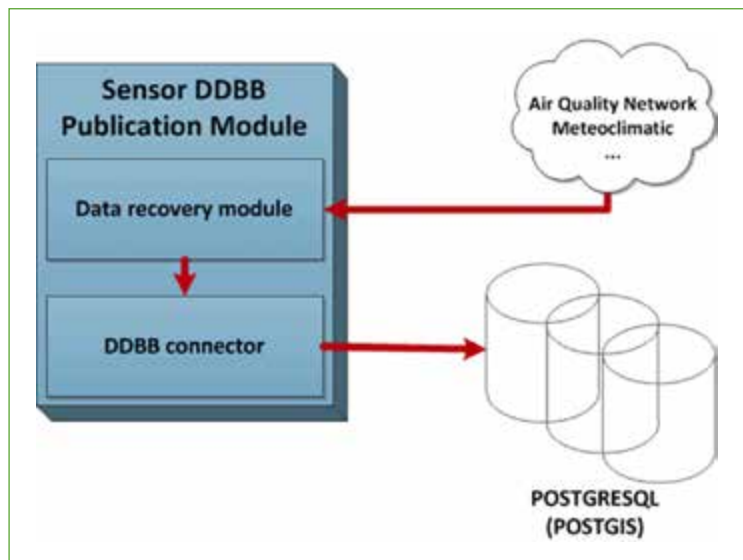 Sensor DDBB
Publication Module
Data recovery module
DDBB connector
Air Quality Network
Meteoclimatic
...
POSTGRESQL
(POSTGIS)